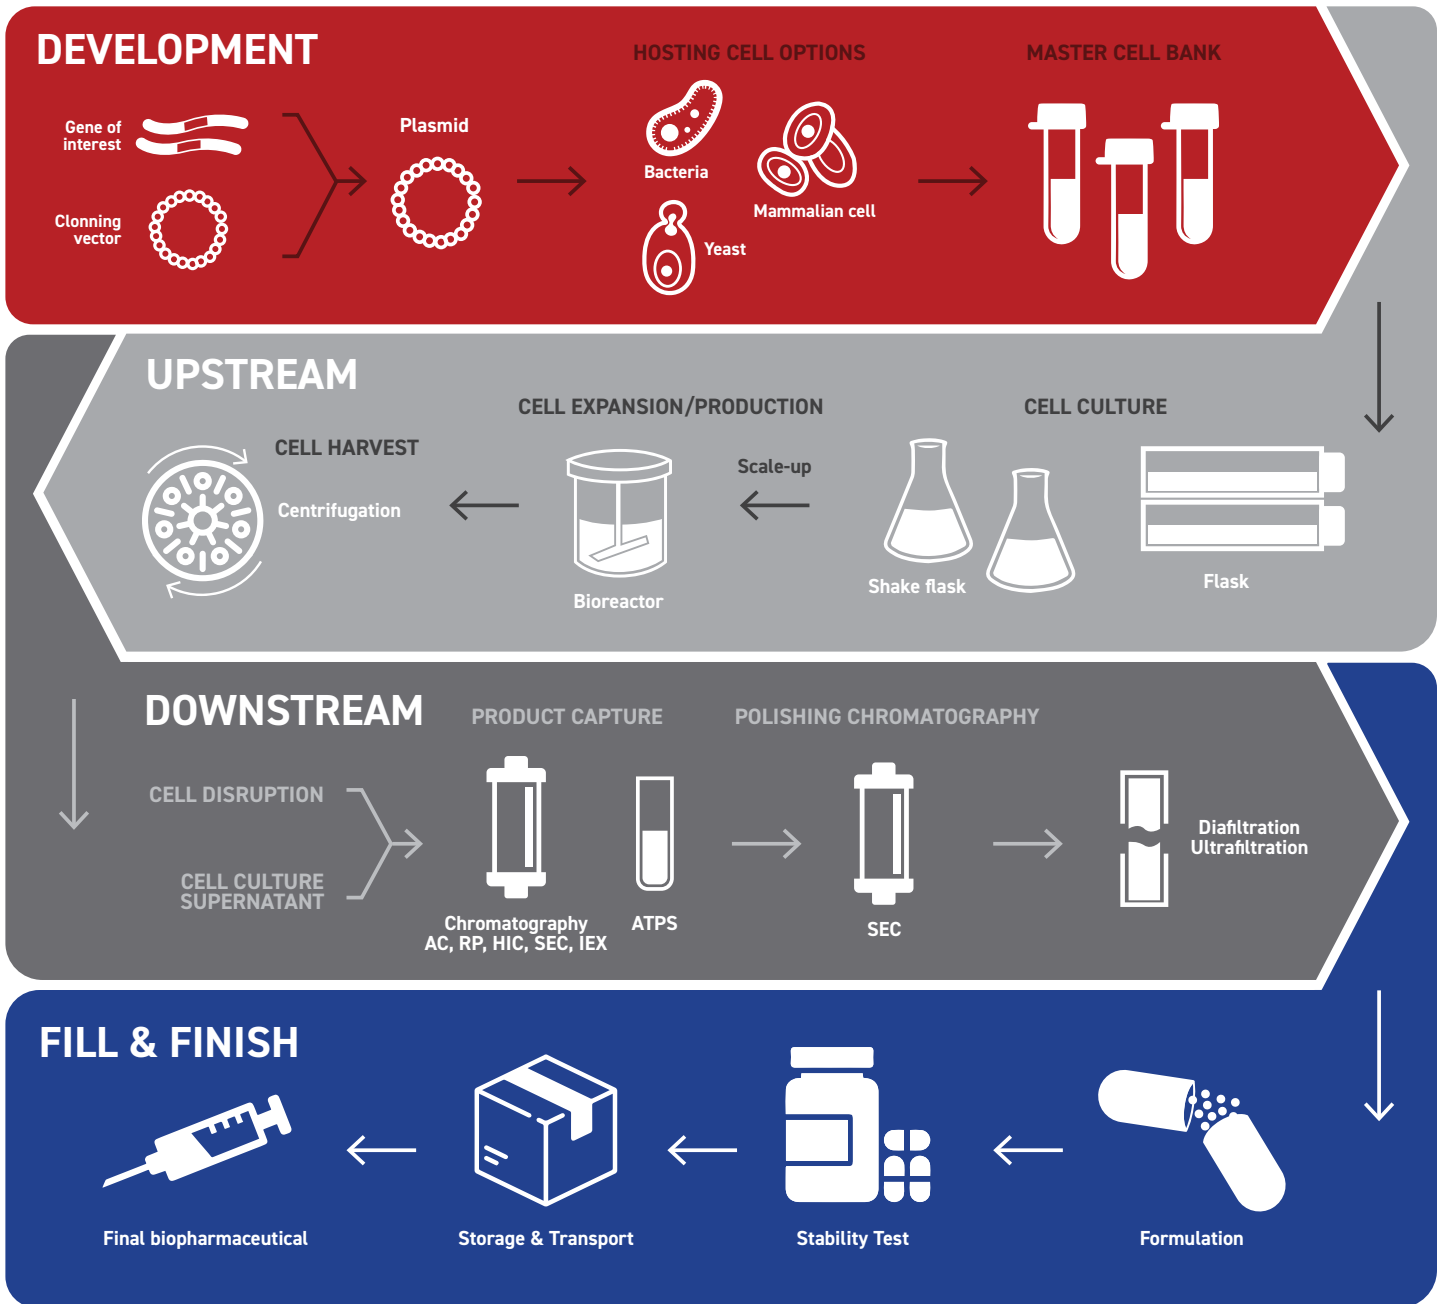 DEVELOPMENT
Gene of
interest
Clonning
vector
Plasmid
HOSTING CELL OPTIONS
Bacteria
Mammalian cell
Yeast
MASTER CELL BANK
UPSTREAM
CELL CULTURE
Flask
Shake flask
Scale-up
CELL EXPANSION/PRODUCTION
Bioreactor
CELL HARVEST
Centrifugation
DOWNSTREAM
CELL DISRUPTION
CELL CULTURE
SUPERNATANT
PRODUCT CAPTURE
Chromatography
AC, RP, HIC, SEC, IEX
ATPS
POLISHING CHROMATOGRAPHY
SEC
Diafiltration
Ultrafiltration
FILL & FINISH
Formulation
Stability Test
Storage & Transport
Final biopharmaceutical